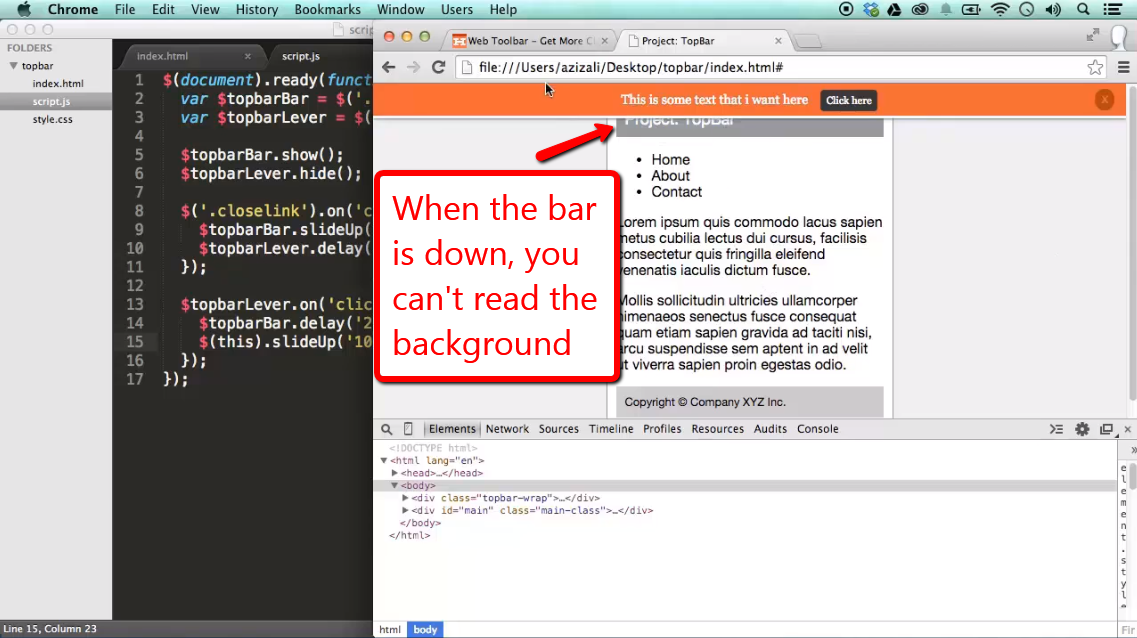 Chrome File Edit View History Bookmarks Window Users Help
FOLDERS
topbar
index.html
script.js
style.css
index.html
script.js
1 $(document).ready(funct
2 var $topbarBar = $('.
3 var $topbarLever = $(
4
5 $topbarBar.show();
6 $topbarLever.hide();
7
8 $('.closelink').on('c
9 $topbarBar.slideUp(
10 $topbarLever.delay(
11 });
12
13 $topbarLever.on('clic
14 $topbarBar.delay('2
15 $(this).slideUp('10
16 });
17 });
Line 15, Column 23
Web Toolbar – Get More Cl
Project: TopBar
file:///Users/azizali/Desktop/topbar/index.html#
This is some text that i want here Click here X
Project: TopBar
When the bar
is down, you
can't read the
background
• Home
• About
• Contact
Lorem ipsum quis commodo lacus sapien
metus cubilia lectus dui cursus, facilisis
consectetur quis fringilla eleifend
venenatis iaculis dictum fusce.
Mollis sollicitudin ultricies ullamcorper
himenaeos senectus fusce consequat
quam etiam sapien gravida ad taciti nisi,
arcu suspendisse sem aptent in ad velit
ut viverra sapien proin egestas odio.
Copyright © Company XYZ Inc.
Elements Network Sources Timeline Profiles Resources Audits Console
<!DOCTYPE html>
<html lang="en">
<head>…</head>
<body>
<div class="topbar-wrap">…</div>
<div id="main" class="main-class">…</div>
</body>
</html>
html body